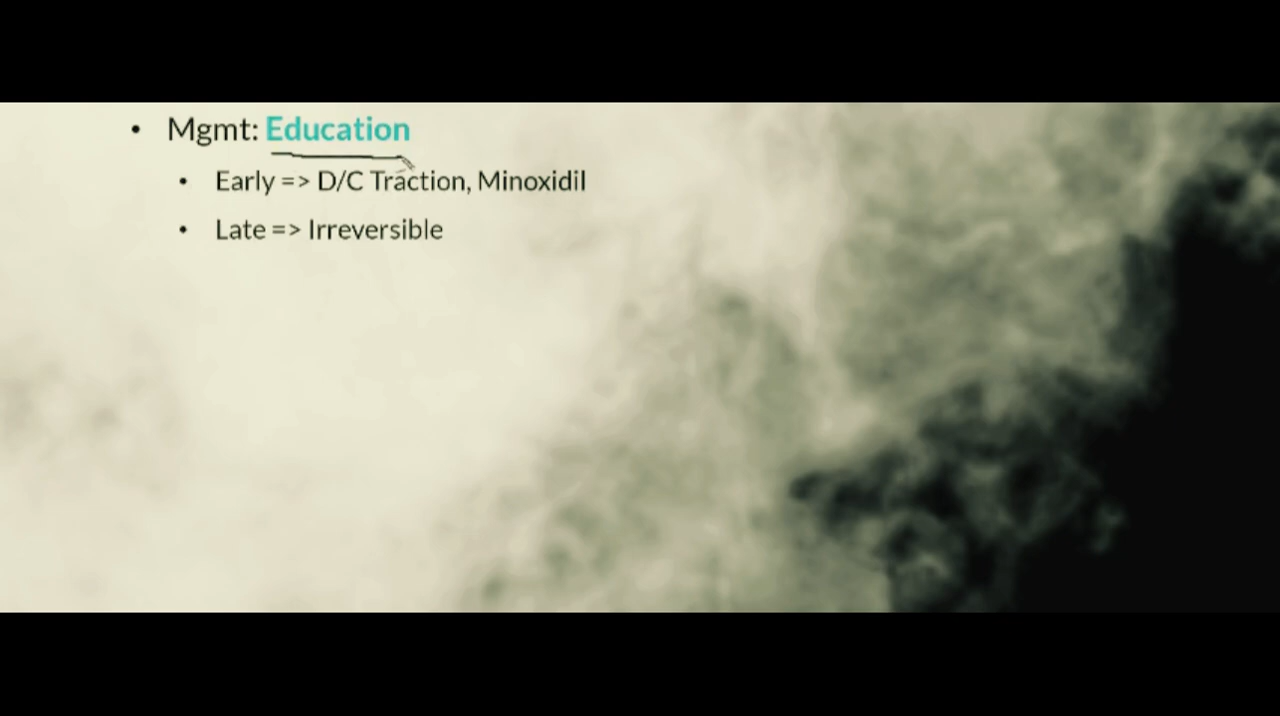 • Mgmt: Education
• Early => D/C Traction, Minoxidil
• Late => Irreversible